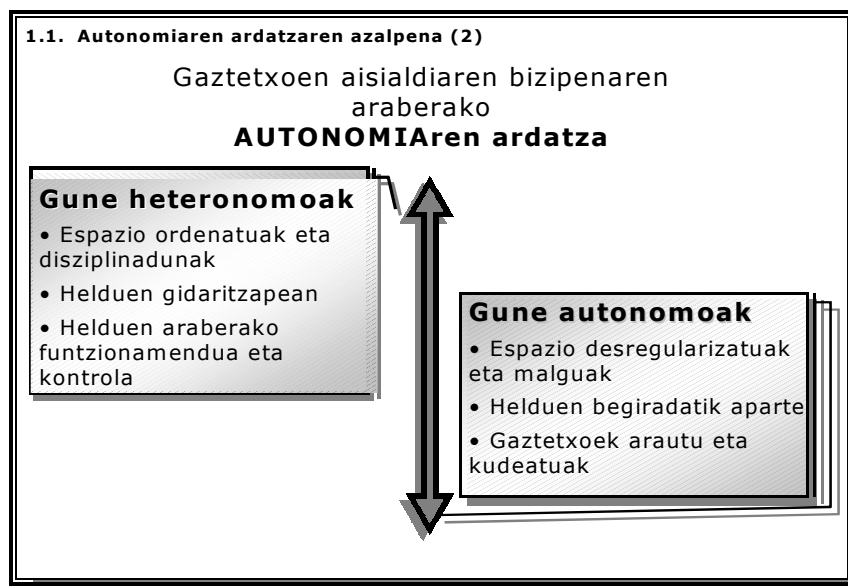 1.1. Autonomiaren ardatzaren azalpena (2)
Gaztetxoen aisialdiaren bizipenaren
araberako
AUTONOMIAren ardatza
Gune heteronomoak
• Espazio ordenatuak eta
disziplinadunak
• Helduen gidaritzapean
• Helduen araberako
funtzionamendua eta
kontrola
Gune autonomoak
• Espazio desregularizatuak
eta malguak
• Helduen begiradatik aparte
• Gaztetxoek arautu eta
kudeatuak